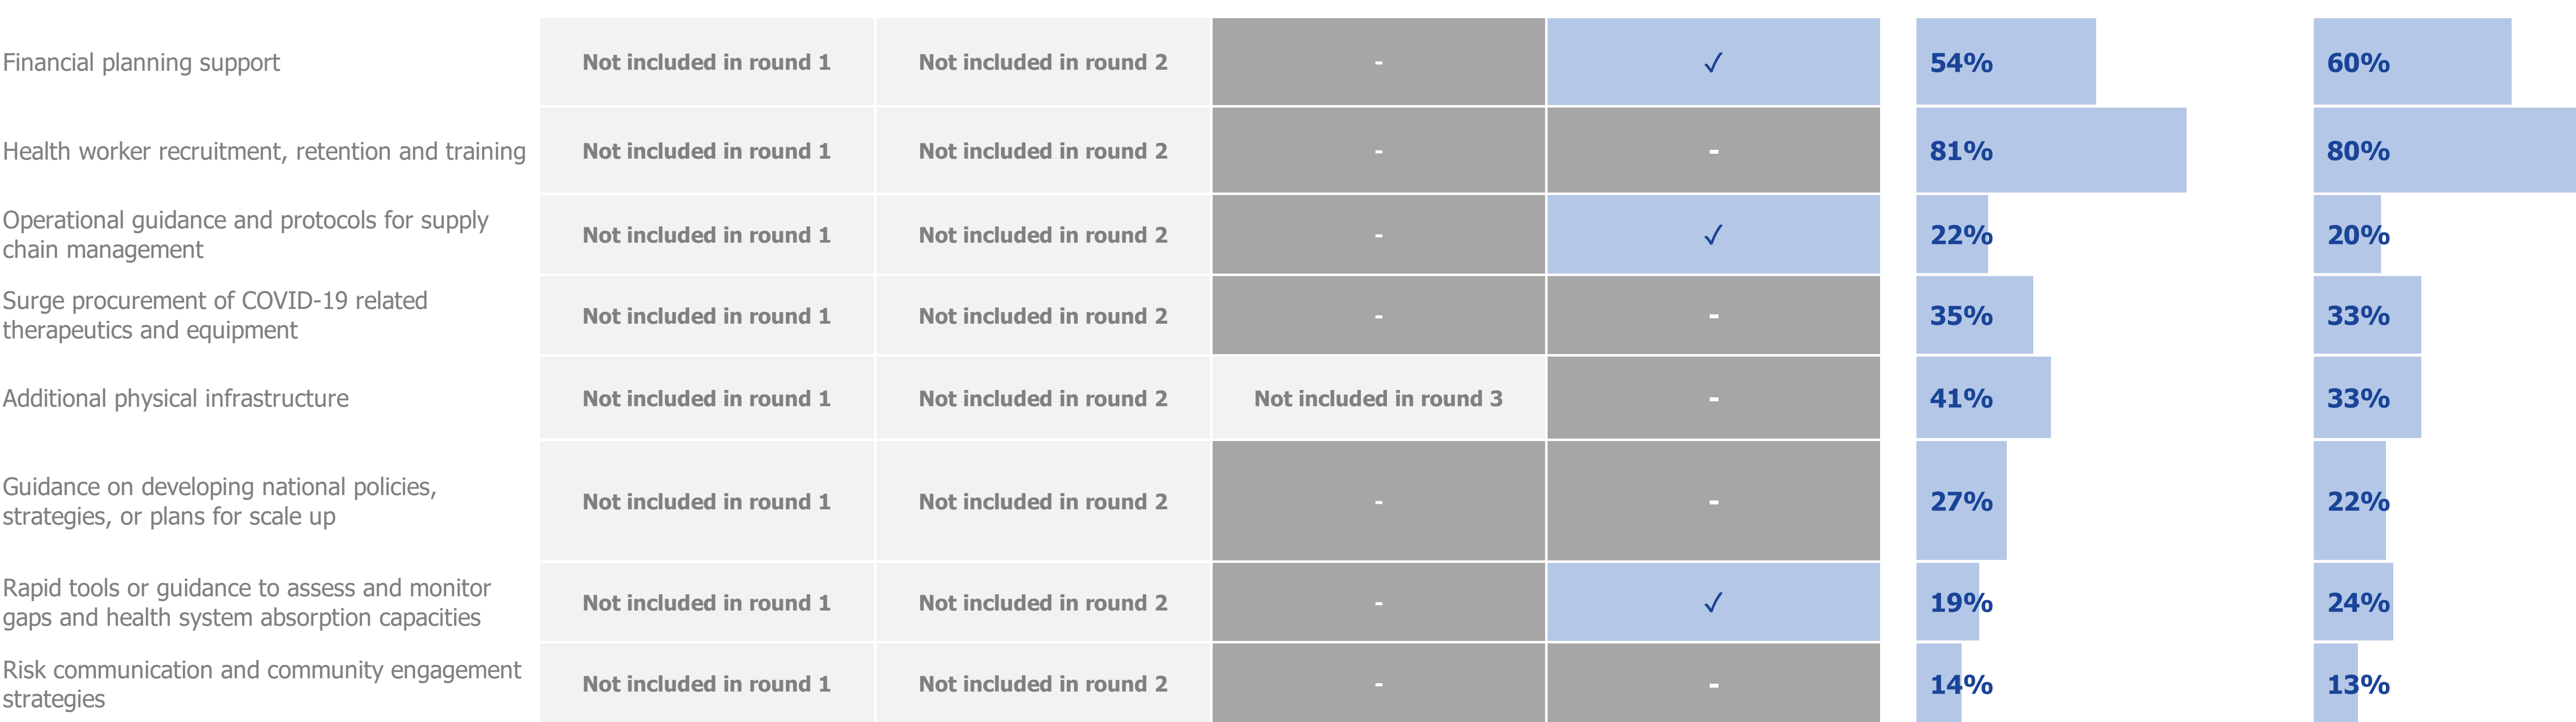 Financial planning support Not included in round 1 Not included in round 2 - ✓ 54% 60%
Health worker recruitment, retention and training Not included in round 1 Not included in round 2 - - 81% 80%
Operational guidance and protocols for supply
chain management Not included in round 1 Not included in round 2 - ✓ 22% 20%
Surge procurement of COVID-19 related
therapeutics and equipment Not included in round 1 Not included in round 2 - - 35% 33%
Additional physical infrastructure Not included in round 1 Not included in round 2 Not included in round 3 - 41% 33%
Guidance on developing national policies,
strategies, or plans for scale up Not included in round 1 Not included in round 2 - - 27% 22%
Rapid tools or guidance to assess and monitor
gaps and health system absorption capacities Not included in round 1 Not included in round 2 - ✓ 19% 24%
Risk communication and community engagement
strategies Not included in round 1 Not included in round 2 - - 14% 13%